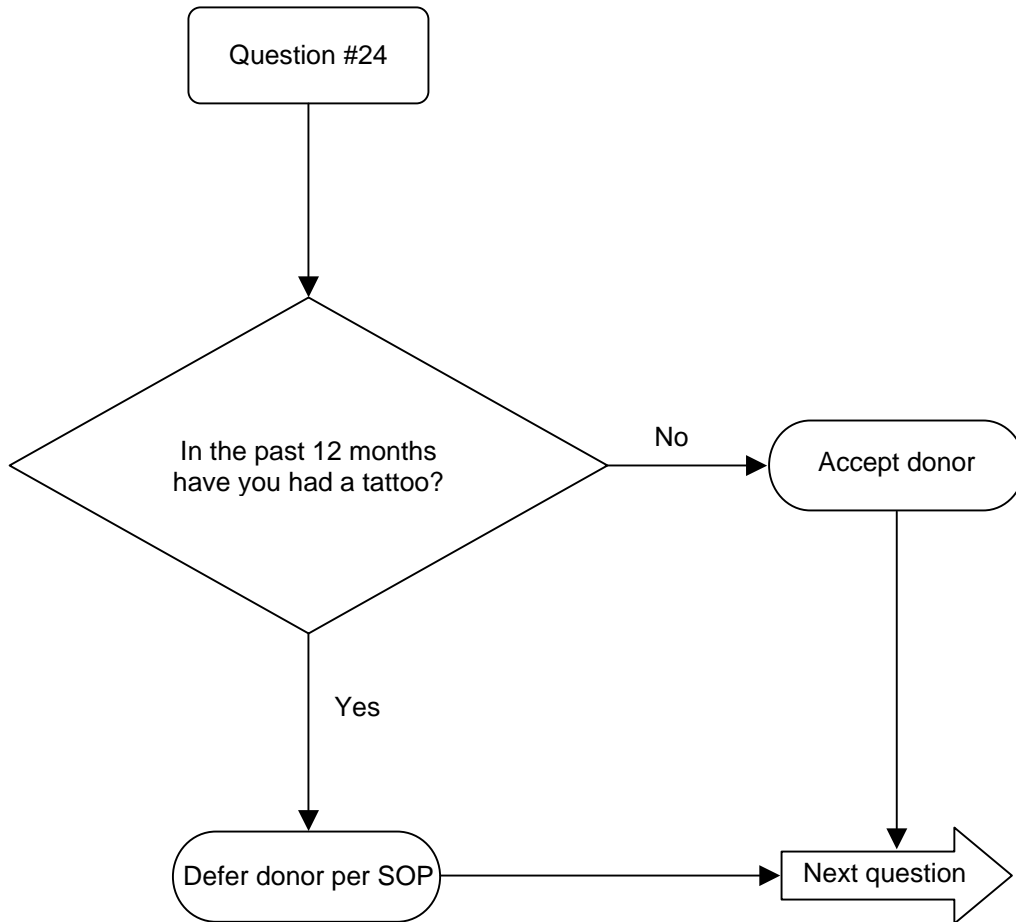 Question #24
In the past 12 months
have you had a tattoo?
No
Accept donor
Yes
Defer donor per SOP
Next question